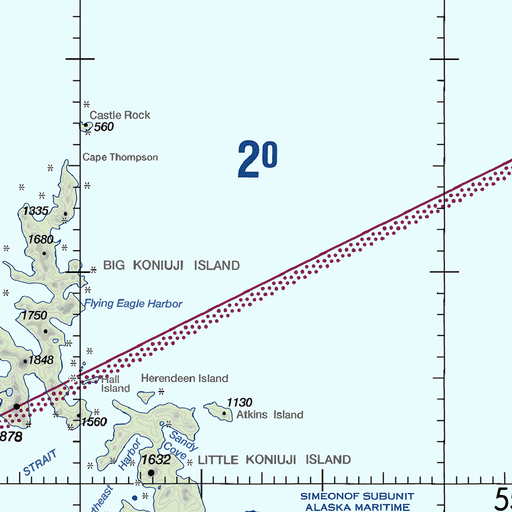 Castle Rock
560
2⁰
Cape Thompson
1335
1680
BIG KONIUJI ISLAND
Flying Eagle Harbor
1750
1848
Hall
Island
Herendeen Island
1130
Atkins Island
1560
878
Sandy
Cove
Harbor
STRAIT
1632
LITTLE KONIUJI ISLAND
SIMEONOF SUBUNIT
ALASKA MARITIME